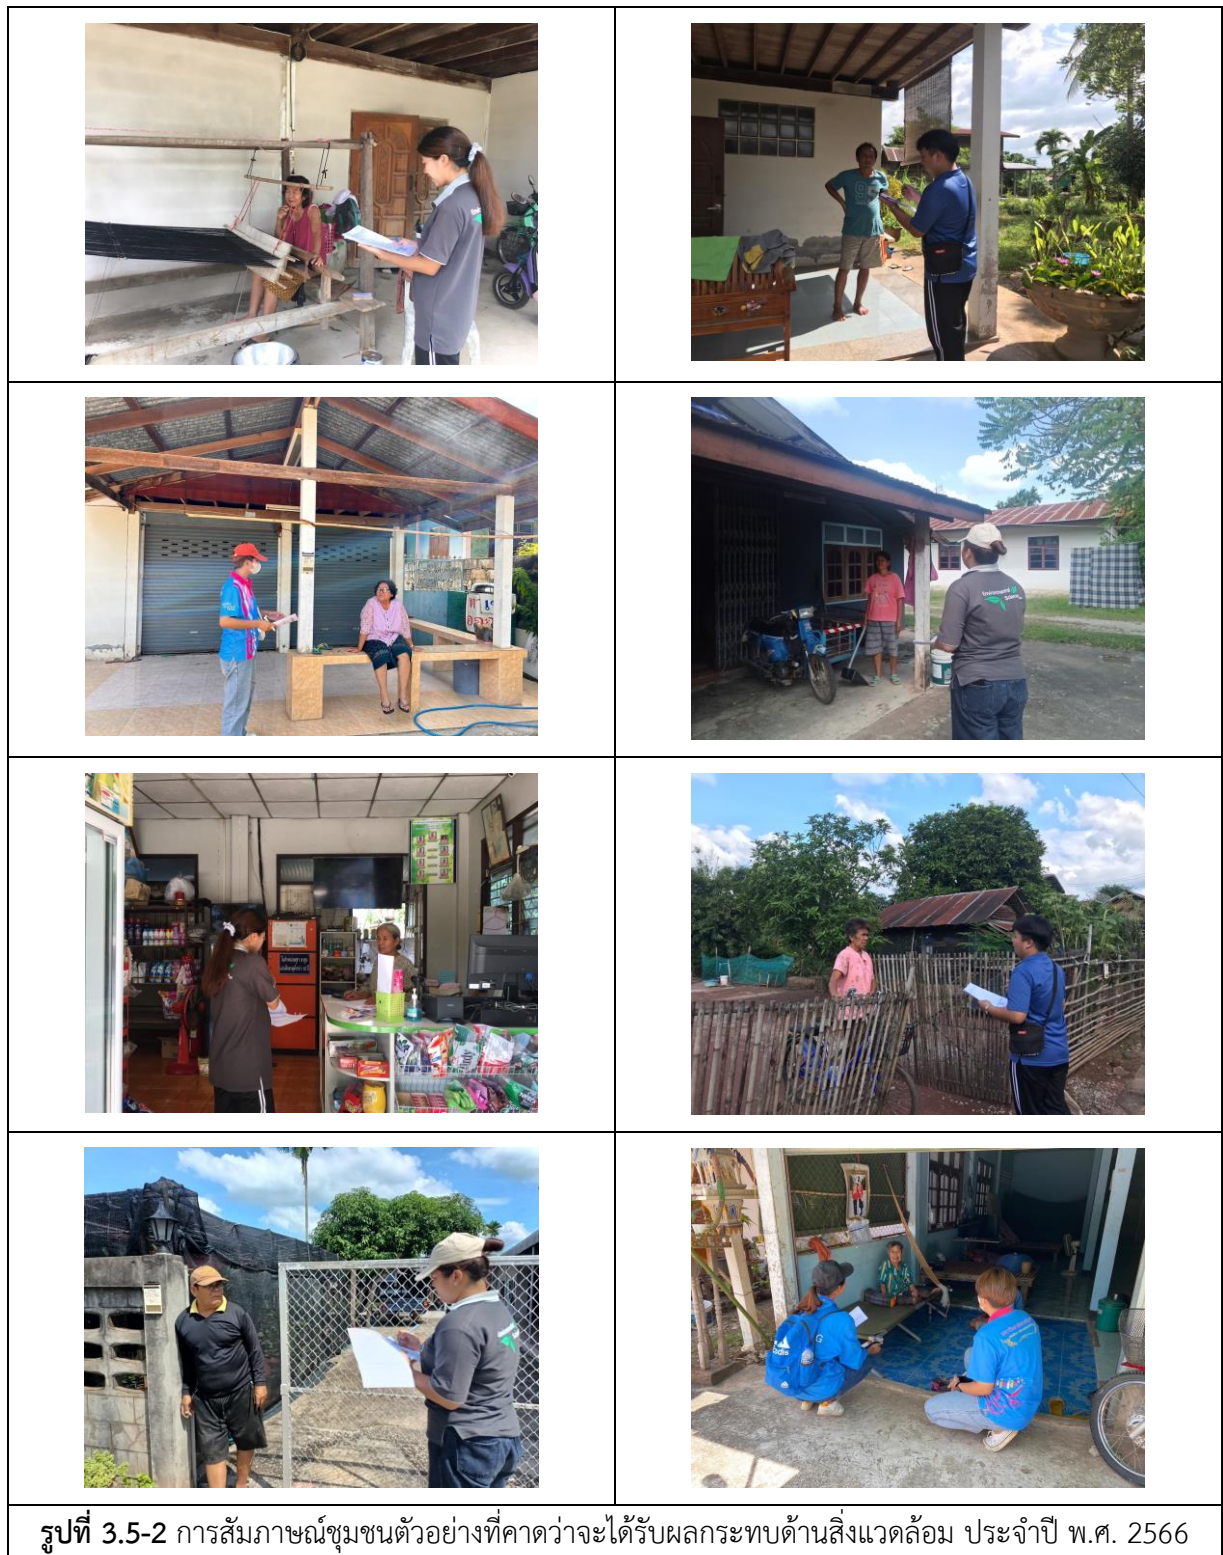 Environmental
Science
รูปที่ 3.5-2 การสัมภาษณ์ชุมชนตัวอย่างที่คาดว่าจะได้รับผลกระทบด้านสิ่งแวดล้อม ประจำปี พ.ศ. 2566